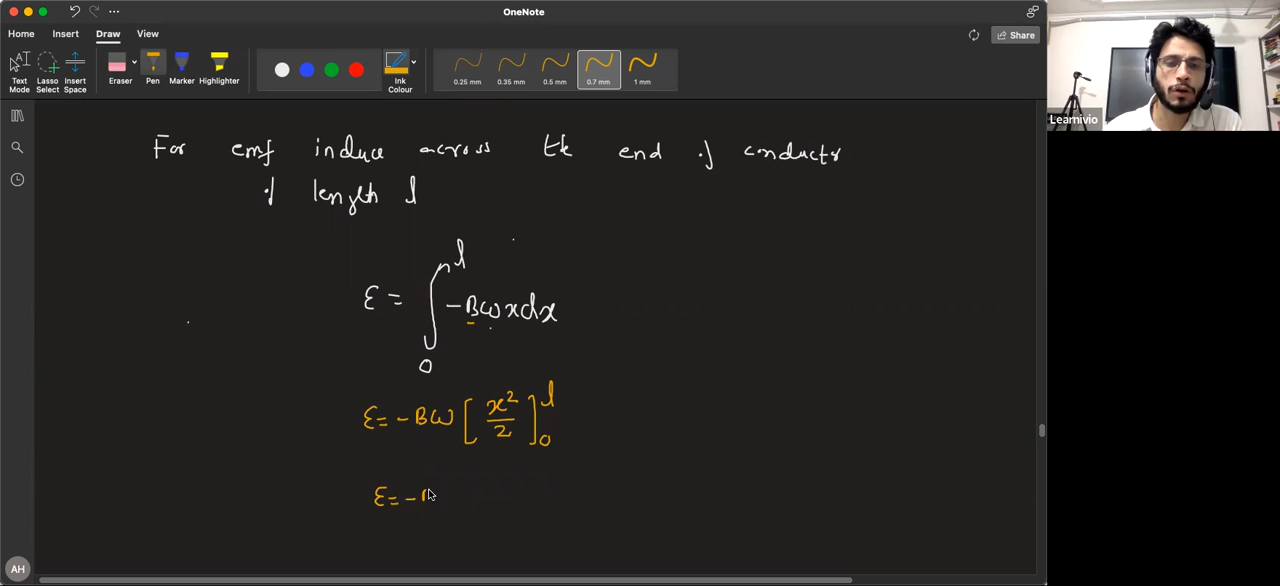 OneNote
Home Insert Draw View
Share
Text Mode
Lasso Select
Insert Space
Eraser
Pen
Marker
Highlighter
Ink Colour
0.25 mm
0.35 mm
0.5 mm
0.7 mm
1 mm
Learnivio
For emf induce across the end of conductor
of length l
ε = ∫₀ˡ -Bωxdx
ε = -Bω [x²/2]₀ˡ
ε = -
AH